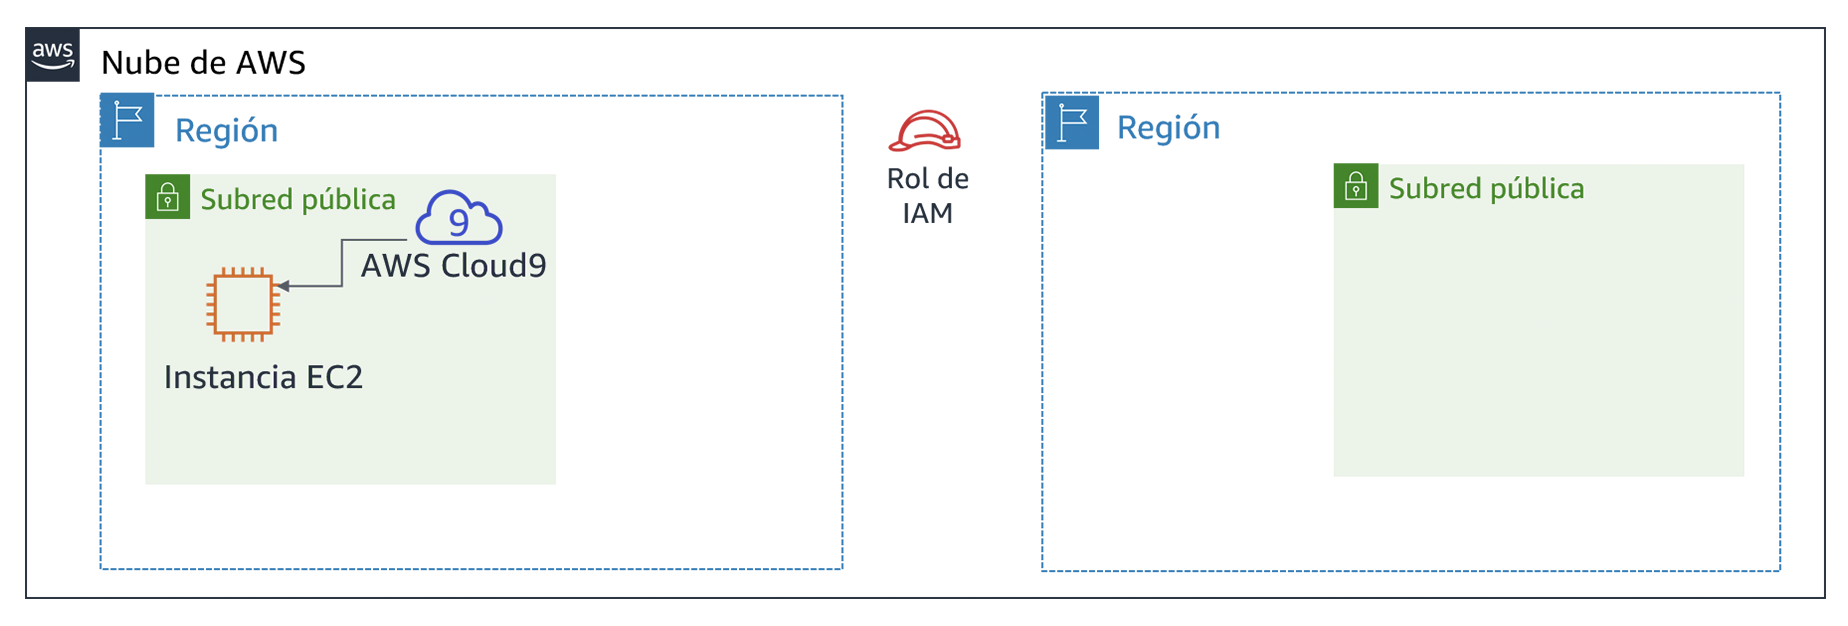 aws
Nube de AWS
Región
Subred pública
9
AWS Cloud9
Instancia EC2
Rol de
IAM
Región
Subred pública